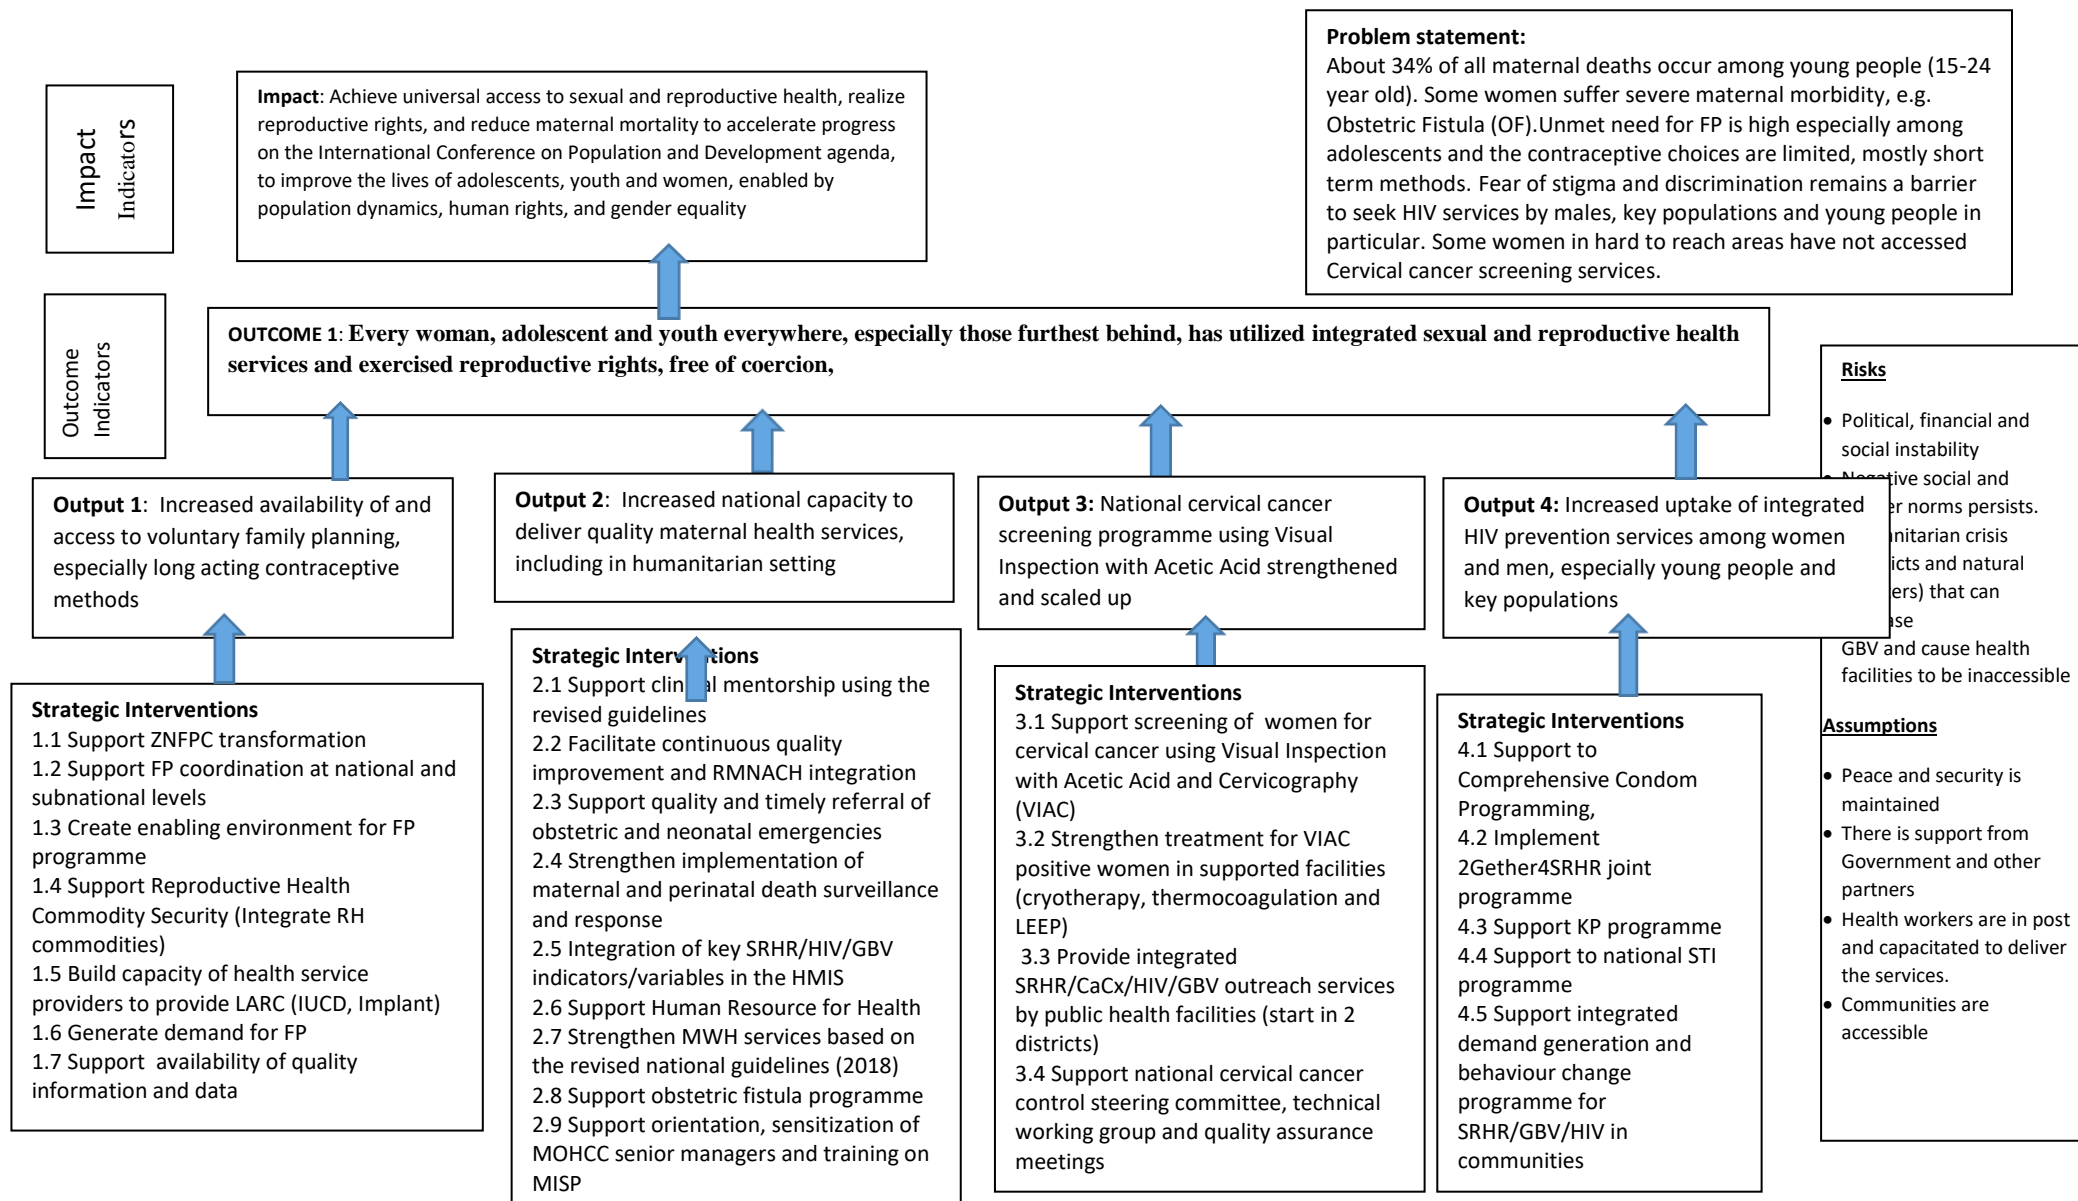 Problem statement:
About 34% of all maternal deaths occur among young people (15-24
year old). Some women suffer severe maternal morbidity, e.g.
Obstetric Fistula (OF).Unmet need for FP is high especially among
adolescents and the contraceptive choices are limited, mostly short
term methods. Fear of stigma and discrimination remains a barrier
to seek HIV services by males, key populations and young people in
particular. Some women in hard to reach areas have not accessed
Cervical cancer screening services.
Impact
Indicators
Impact: Achieve universal access to sexual and reproductive health, realize
reproductive rights, and reduce maternal mortality to accelerate progress
on the International Conference on Population and Development agenda,
to improve the lives of adolescents, youth and women, enabled by
population dynamics, human rights, and gender equality
Outcome
Indicators
OUTCOME 1: Every woman, adolescent and youth everywhere, especially those furthest behind, has utilized integrated sexual and reproductive health
services and exercised reproductive rights, free of coercion,
Output 1: Increased availability of and
access to voluntary family planning,
especially long acting contraceptive
methods
Output 2: Increased national capacity to
deliver quality maternal health services,
including in humanitarian setting
Output 3: National cervical cancer
screening programme using Visual
Inspection with Acetic Acid strengthened
and scaled up
Output 4: Increased uptake of integrated
HIV prevention services among women
and men, especially young people and
key populations
Strategic Interventions
1.1 Support ZNFPC transformation
1.2 Support FP coordination at national and
subnational levels
1.3 Create enabling environment for FP
programme
1.4 Support Reproductive Health
Commodity Security (Integrate RH
commodities)
1.5 Build capacity of health service
providers to provide LARC (IUCD, Implant)
1.6 Generate demand for FP
1.7 Support availability of quality
information and data
Strategic Interventions
2.1 Support clinical mentorship using the
revised guidelines
2.2 Facilitate continuous quality
improvement and RMNACH integration
2.3 Support quality and timely referral of
obstetric and neonatal emergencies
2.4 Strengthen implementation of
maternal and perinatal death surveillance
and response
2.5 Integration of key SRHR/HIV/GBV
indicators/variables in the HMIS
2.6 Support Human Resource for Health
2.7 Strengthen MWH services based on
the revised national guidelines (2018)
2.8 Support obstetric fistula programme
2.9 Support orientation, sensitization of
MOHCC senior managers and training on
MISP
Strategic Interventions
3.1 Support screening of women for
cervical cancer using Visual Inspection
with Acetic Acid and Cervicography
(VIAC)
3.2 Strengthen treatment for VIAC
positive women in supported facilities
(cryotherapy, thermocoagulation and
LEEP)
3.3 Provide integrated
SRHR/CaCx/HIV/GBV outreach services
by public health facilities (start in 2
districts)
3.4 Support national cervical cancer
control steering committee, technical
working group and quality assurance
meetings
Strategic Interventions
4.1 Support to
Comprehensive Condom
Programming,
4.2 Implement
2Gether4SRHR joint
programme
4.3 Support KP programme
4.4 Support to national STI
programme
4.5 Support integrated
demand generation and
behaviour change
programme for
SRHR/GBV/HIV in
communities
Risks
• Political, financial and
social instability
• Negative social and
norms persists.
crisis
and natural
that can
GBV and cause health
facilities to be inaccessible
Assumptions
• Peace and security is
maintained
• There is support from
Government and other
partners
• Health workers are in post
and capacitated to deliver
the services.
• Communities are
accessible